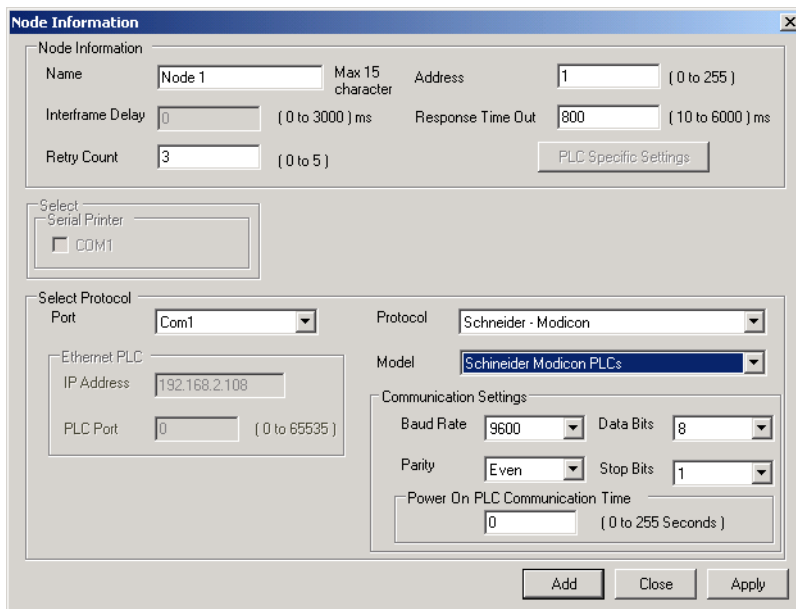 Node Information
Node Information
Name Node 1 Max 15 character Address 1 ( 0 to 255 )
Interframe Delay 0 ( 0 to 3000 ) ms Response Time Out 800 ( 10 to 6000 ) ms
Retry Count 3 ( 0 to 5 ) PLC Specific Settings
Select
Serial Printer
COM1
Select Protocol
Port Com1 Protocol Schneider - Modicon
Ethernet PLC Model Schineider Modicon PLCs
IP Address 192.168.2.108 Communication Settings
PLC Port 0 ( 0 to 65535 ) Baud Rate 9600 Data Bits 8
Parity Even Stop Bits 1
Power On PLC Communication Time
0 ( 0 to 255 Seconds )
Add Close Apply